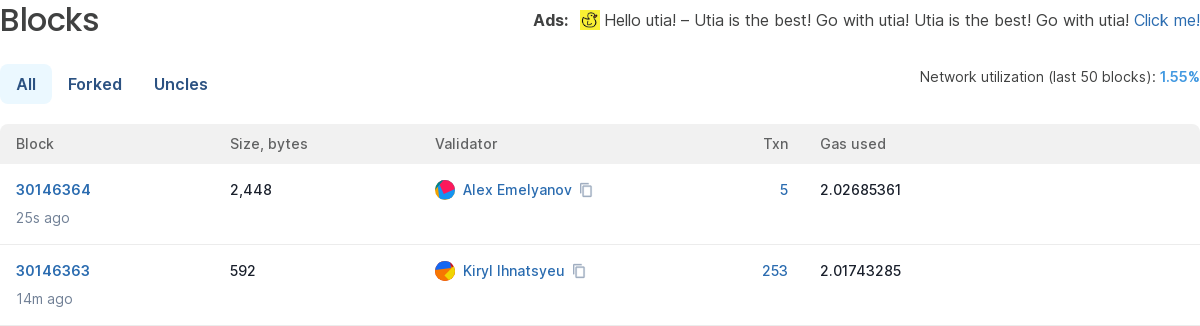 Blocks
Ads: Hello utia! – Utia is the best! Go with utia! Utia is the best! Go with utia! Click me!
All Forked Uncles
Network utilization (last 50 blocks): 1.55%
Block Size, bytes Validator Txn Gas used
30146364 2,448 Alex Emelyanov 5 2.02685361
25s ago
30146363 592 Kiryl Ihnatsyeu 253 2.01743285
14m ago